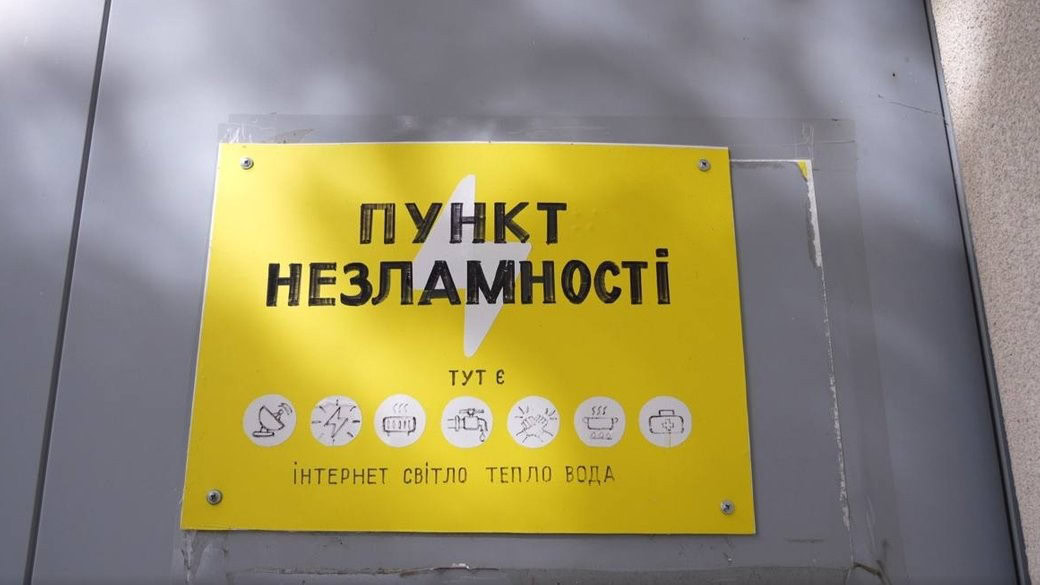 ПУНКТ
НЕЗЛАМНОСТІ
ТУТ Є
ІНТЕРНЕТ СВІТЛО ТЕПЛО ВОДА